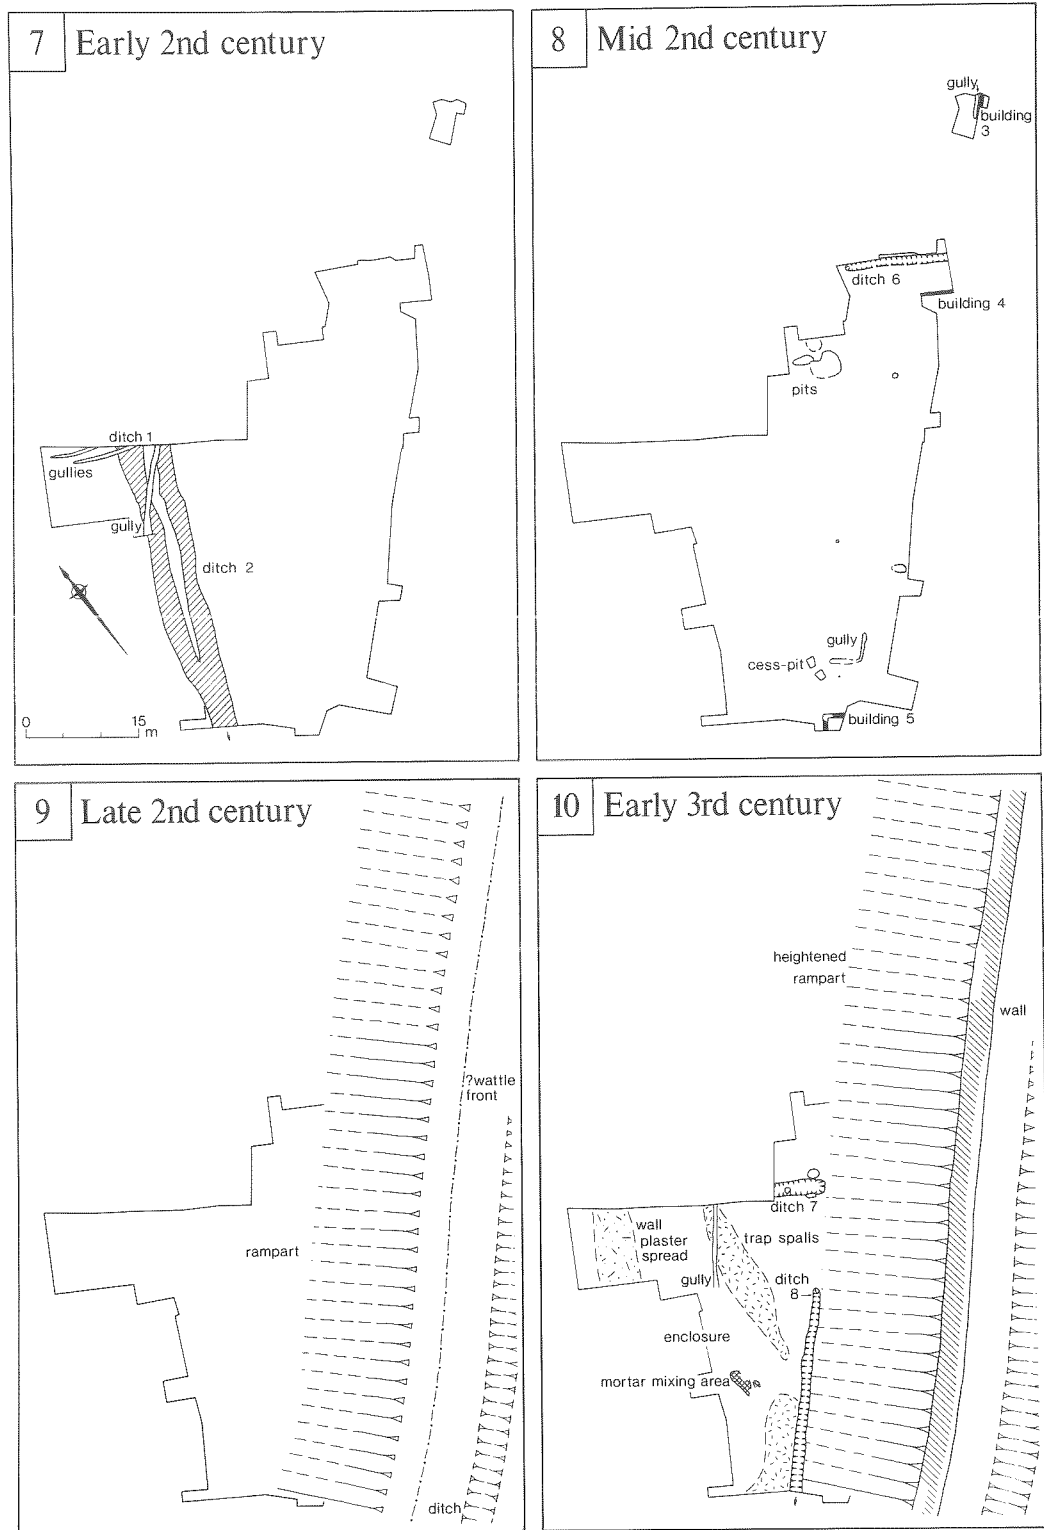 7 Early 2nd century
ditch 1
gullies
gully
ditch 2
0 15
m
8 Mid 2nd century
gully
building
3
ditch 6
building 4
pits
gully
cess-pit
building 5
9 Late 2nd century
?wattle
front
rampart
ditch
10 Early 3rd century
heightened
rampart
wall
ditch 7
wall
plaster
spread
trap spalls
gully
ditch
8
enclosure
mortar mixing area